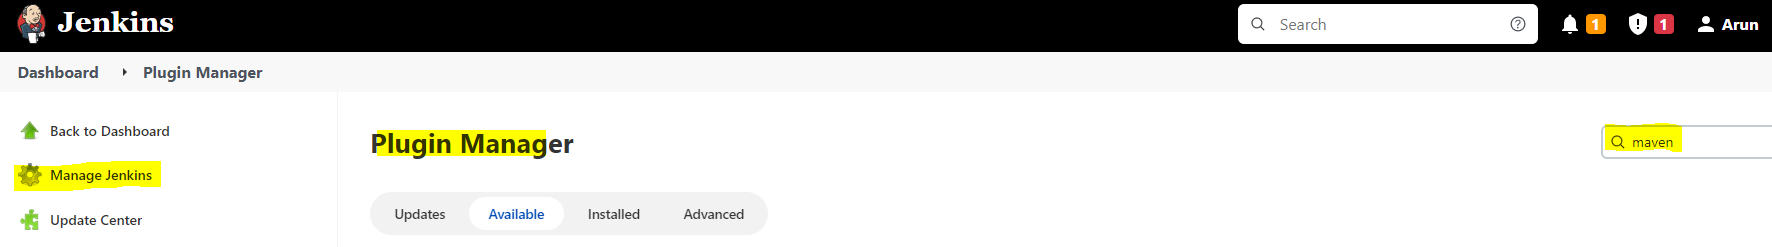 Jenkins
Search
1
1
Arun
Dashboard
Plugin Manager
Back to Dashboard
Manage Jenkins
Update Center
Plugin Manager
maven
Updates
Available
Installed
Advanced